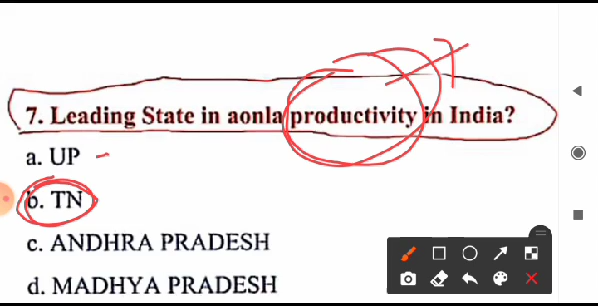 7. Leading State in aonla productivity in India?
a. UP
b. TN
c. ANDHRA PRADESH
d. MADHYA PRADESH